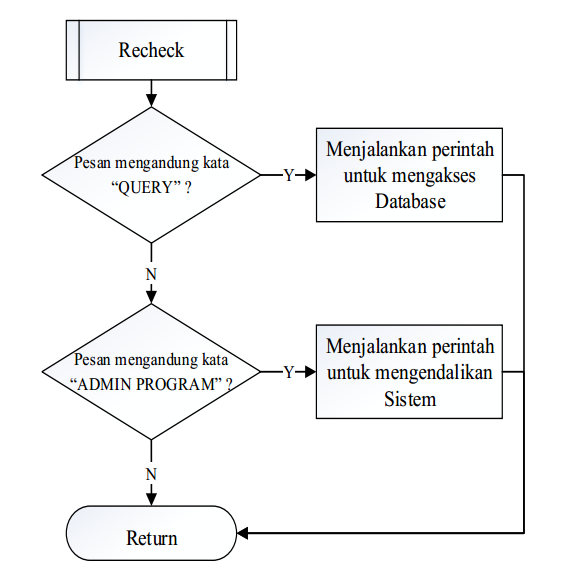 Recheck
Pesan mengandung kata
“QUERY” ?
Y
Menjalankan perintah
untuk mengakses
Database
N
Pesan mengandung kata
“ADMIN PROGRAM” ?
Y
Menjalankan perintah
untuk mengendalikan
Sistem
N
Return